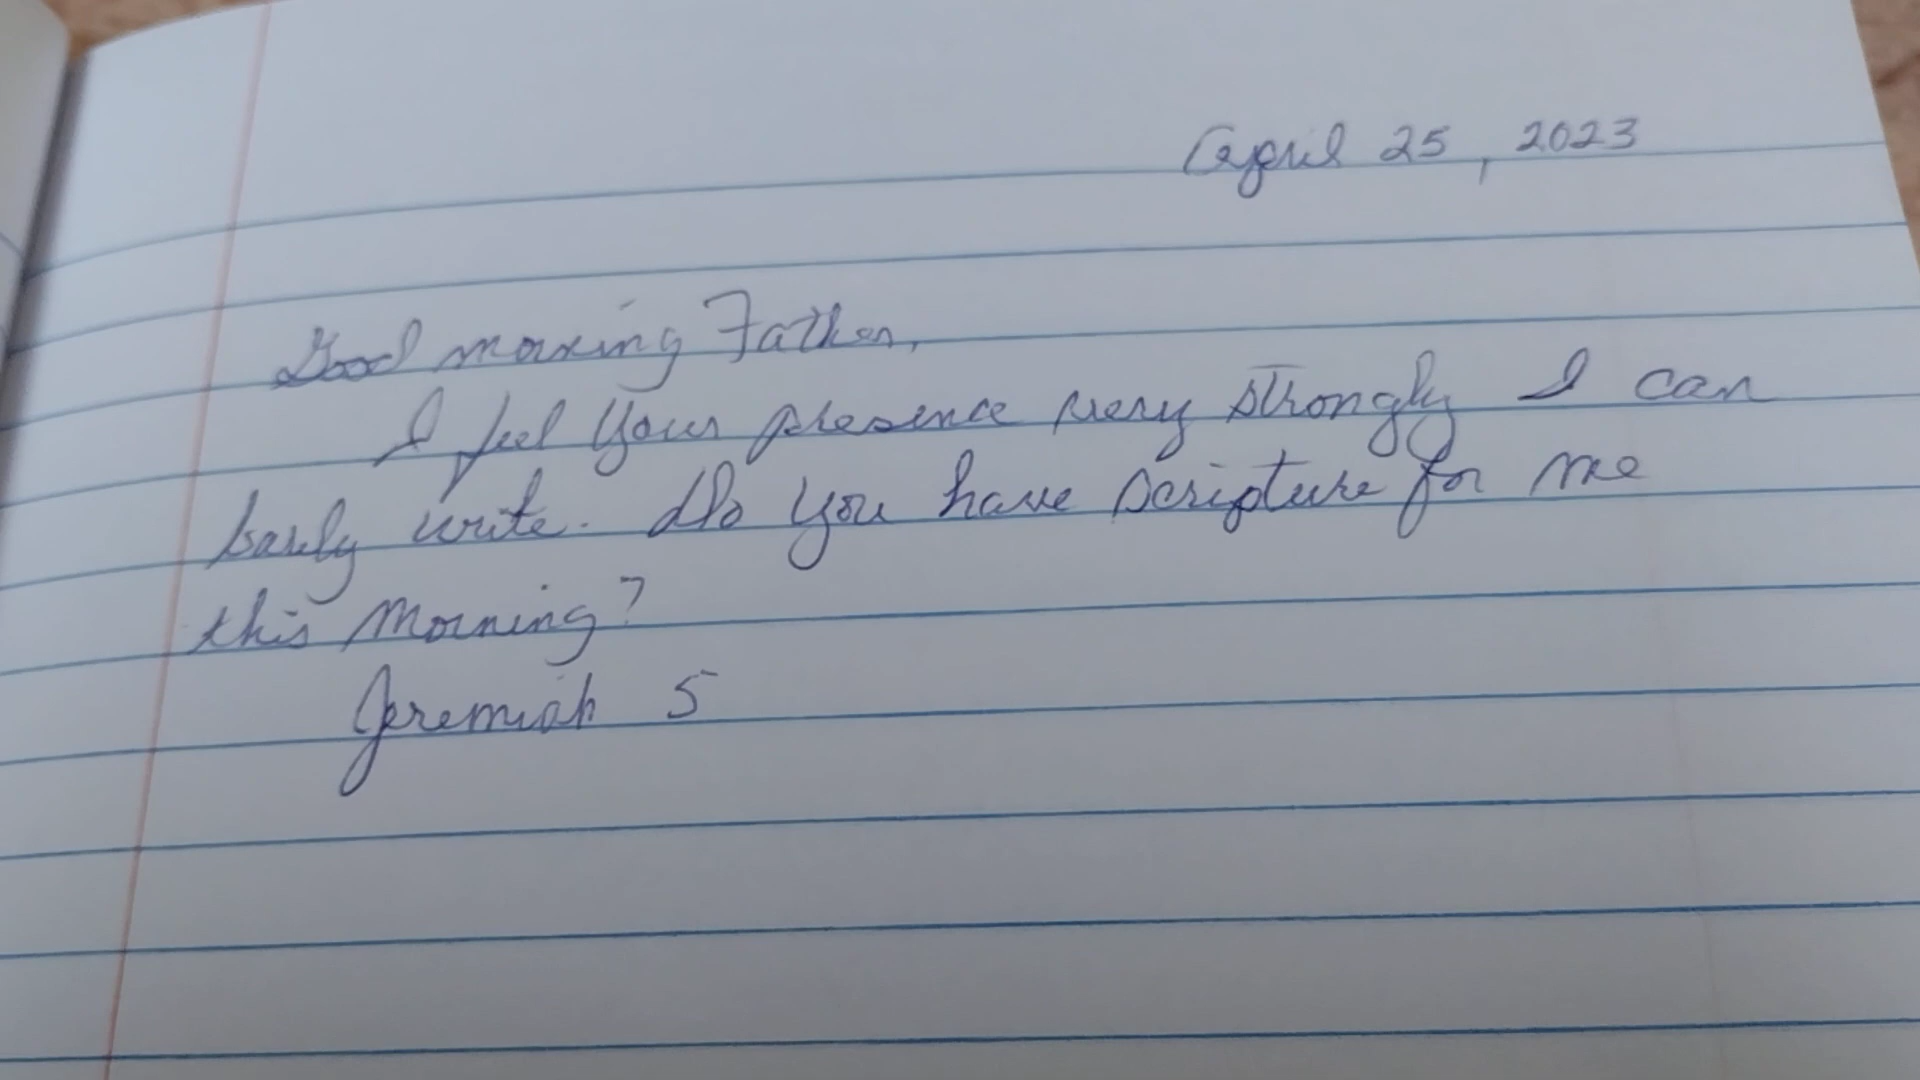 April 25, 2023
Good morning Father,
I feel Your presence very strongly I can
barely write. Do You have Scripture for me
this Morning?
Jeremiah 5